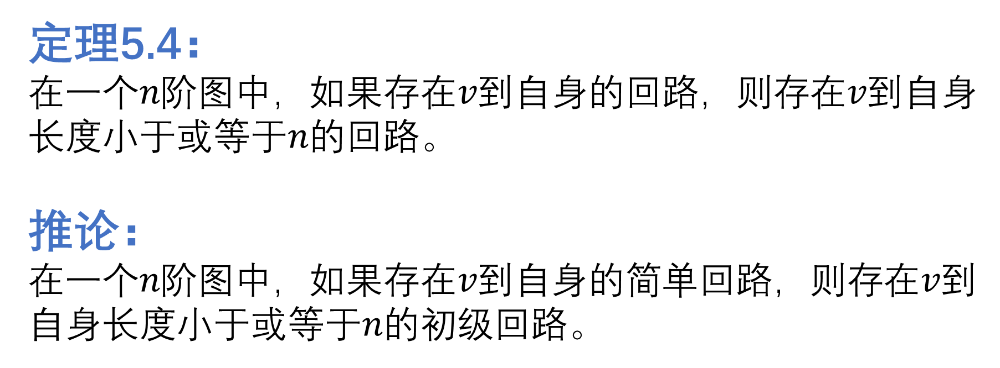 定理5.4：
在一个n阶图中，如果存在v到自身的回路，则存在v到自身
长度小于或等于n的回路。
推论：
在一个n阶图中，如果存在v到自身的简单回路，则存在v到
自身长度小于或等于n的初级回路。